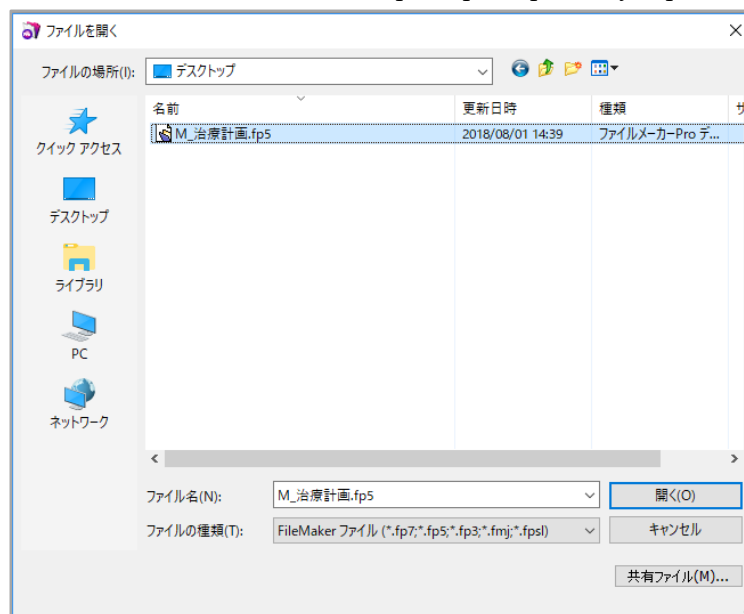 ファイルを開く
ファイルの場所(I): デスクトップ
名前 更新日時 種類 サ
M_治療計画.fp5 2018/08/01 14:39 ファイルメーカーPro デ...
クイック アクセス
デスクトップ
ライブラリ
PC
ネットワーク
ファイル名(N): M_治療計画.fp5 開く(O)
ファイルの種類(T): FileMaker ファイル (*.fp7;*.fp5;*.fp3;*.fmj;*.fpsl) キャンセル
共有ファイル(M)...